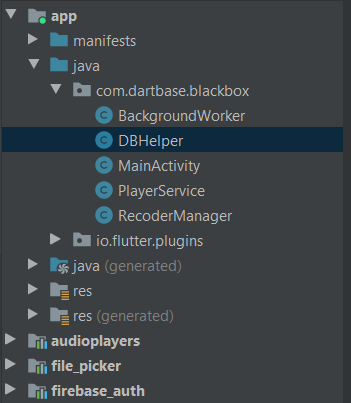 app
manifests
java
com.dartbase.blackbox
BackgroundWorker
DBHelper
MainActivity
PlayerService
RecoderManager
io.flutter.plugins
java (generated)
res
res (generated)
audioplayers
file_picker
firebase_auth